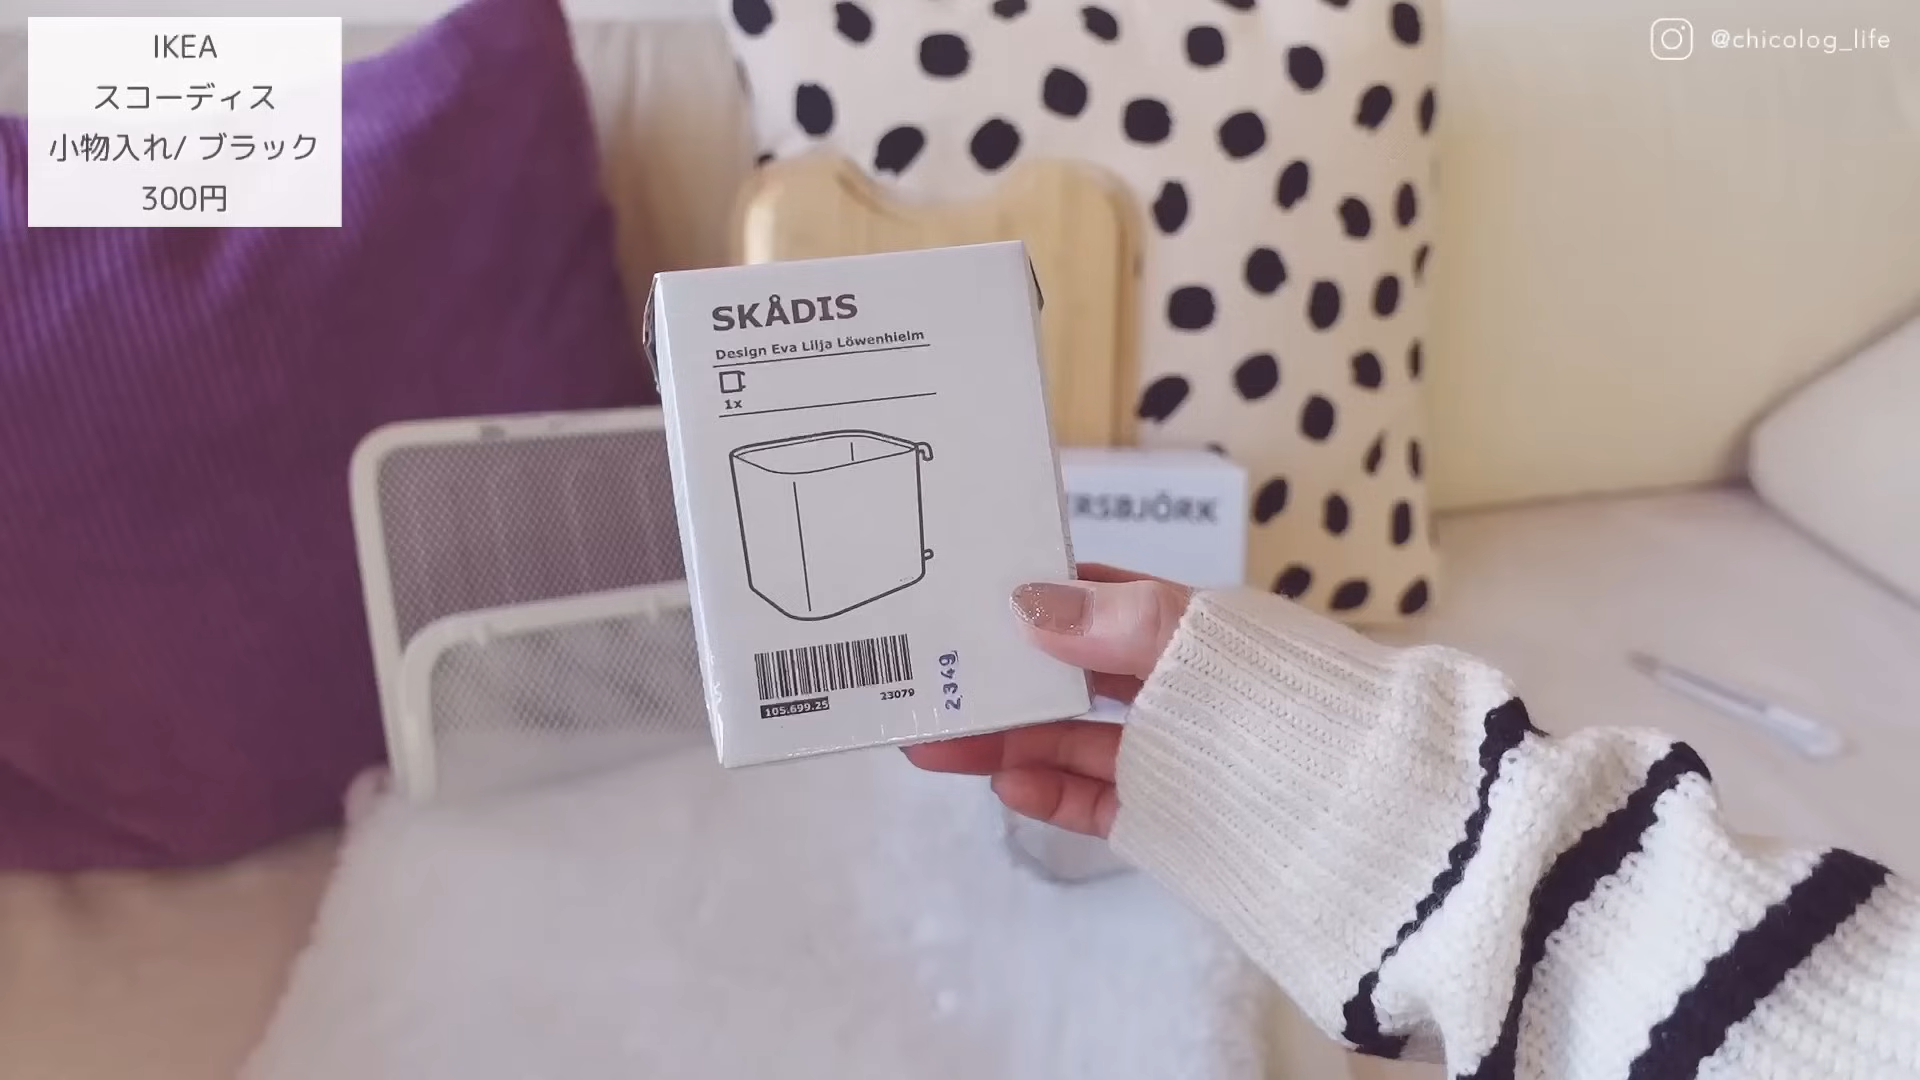 IKEA
スコーディス
小物入れ/ ブラック
300円
@chicolog_life
SKÅDIS
Design Eva Lilja Löwenhielm
1x
RSBJÖRK
105.699.25
23079
2349